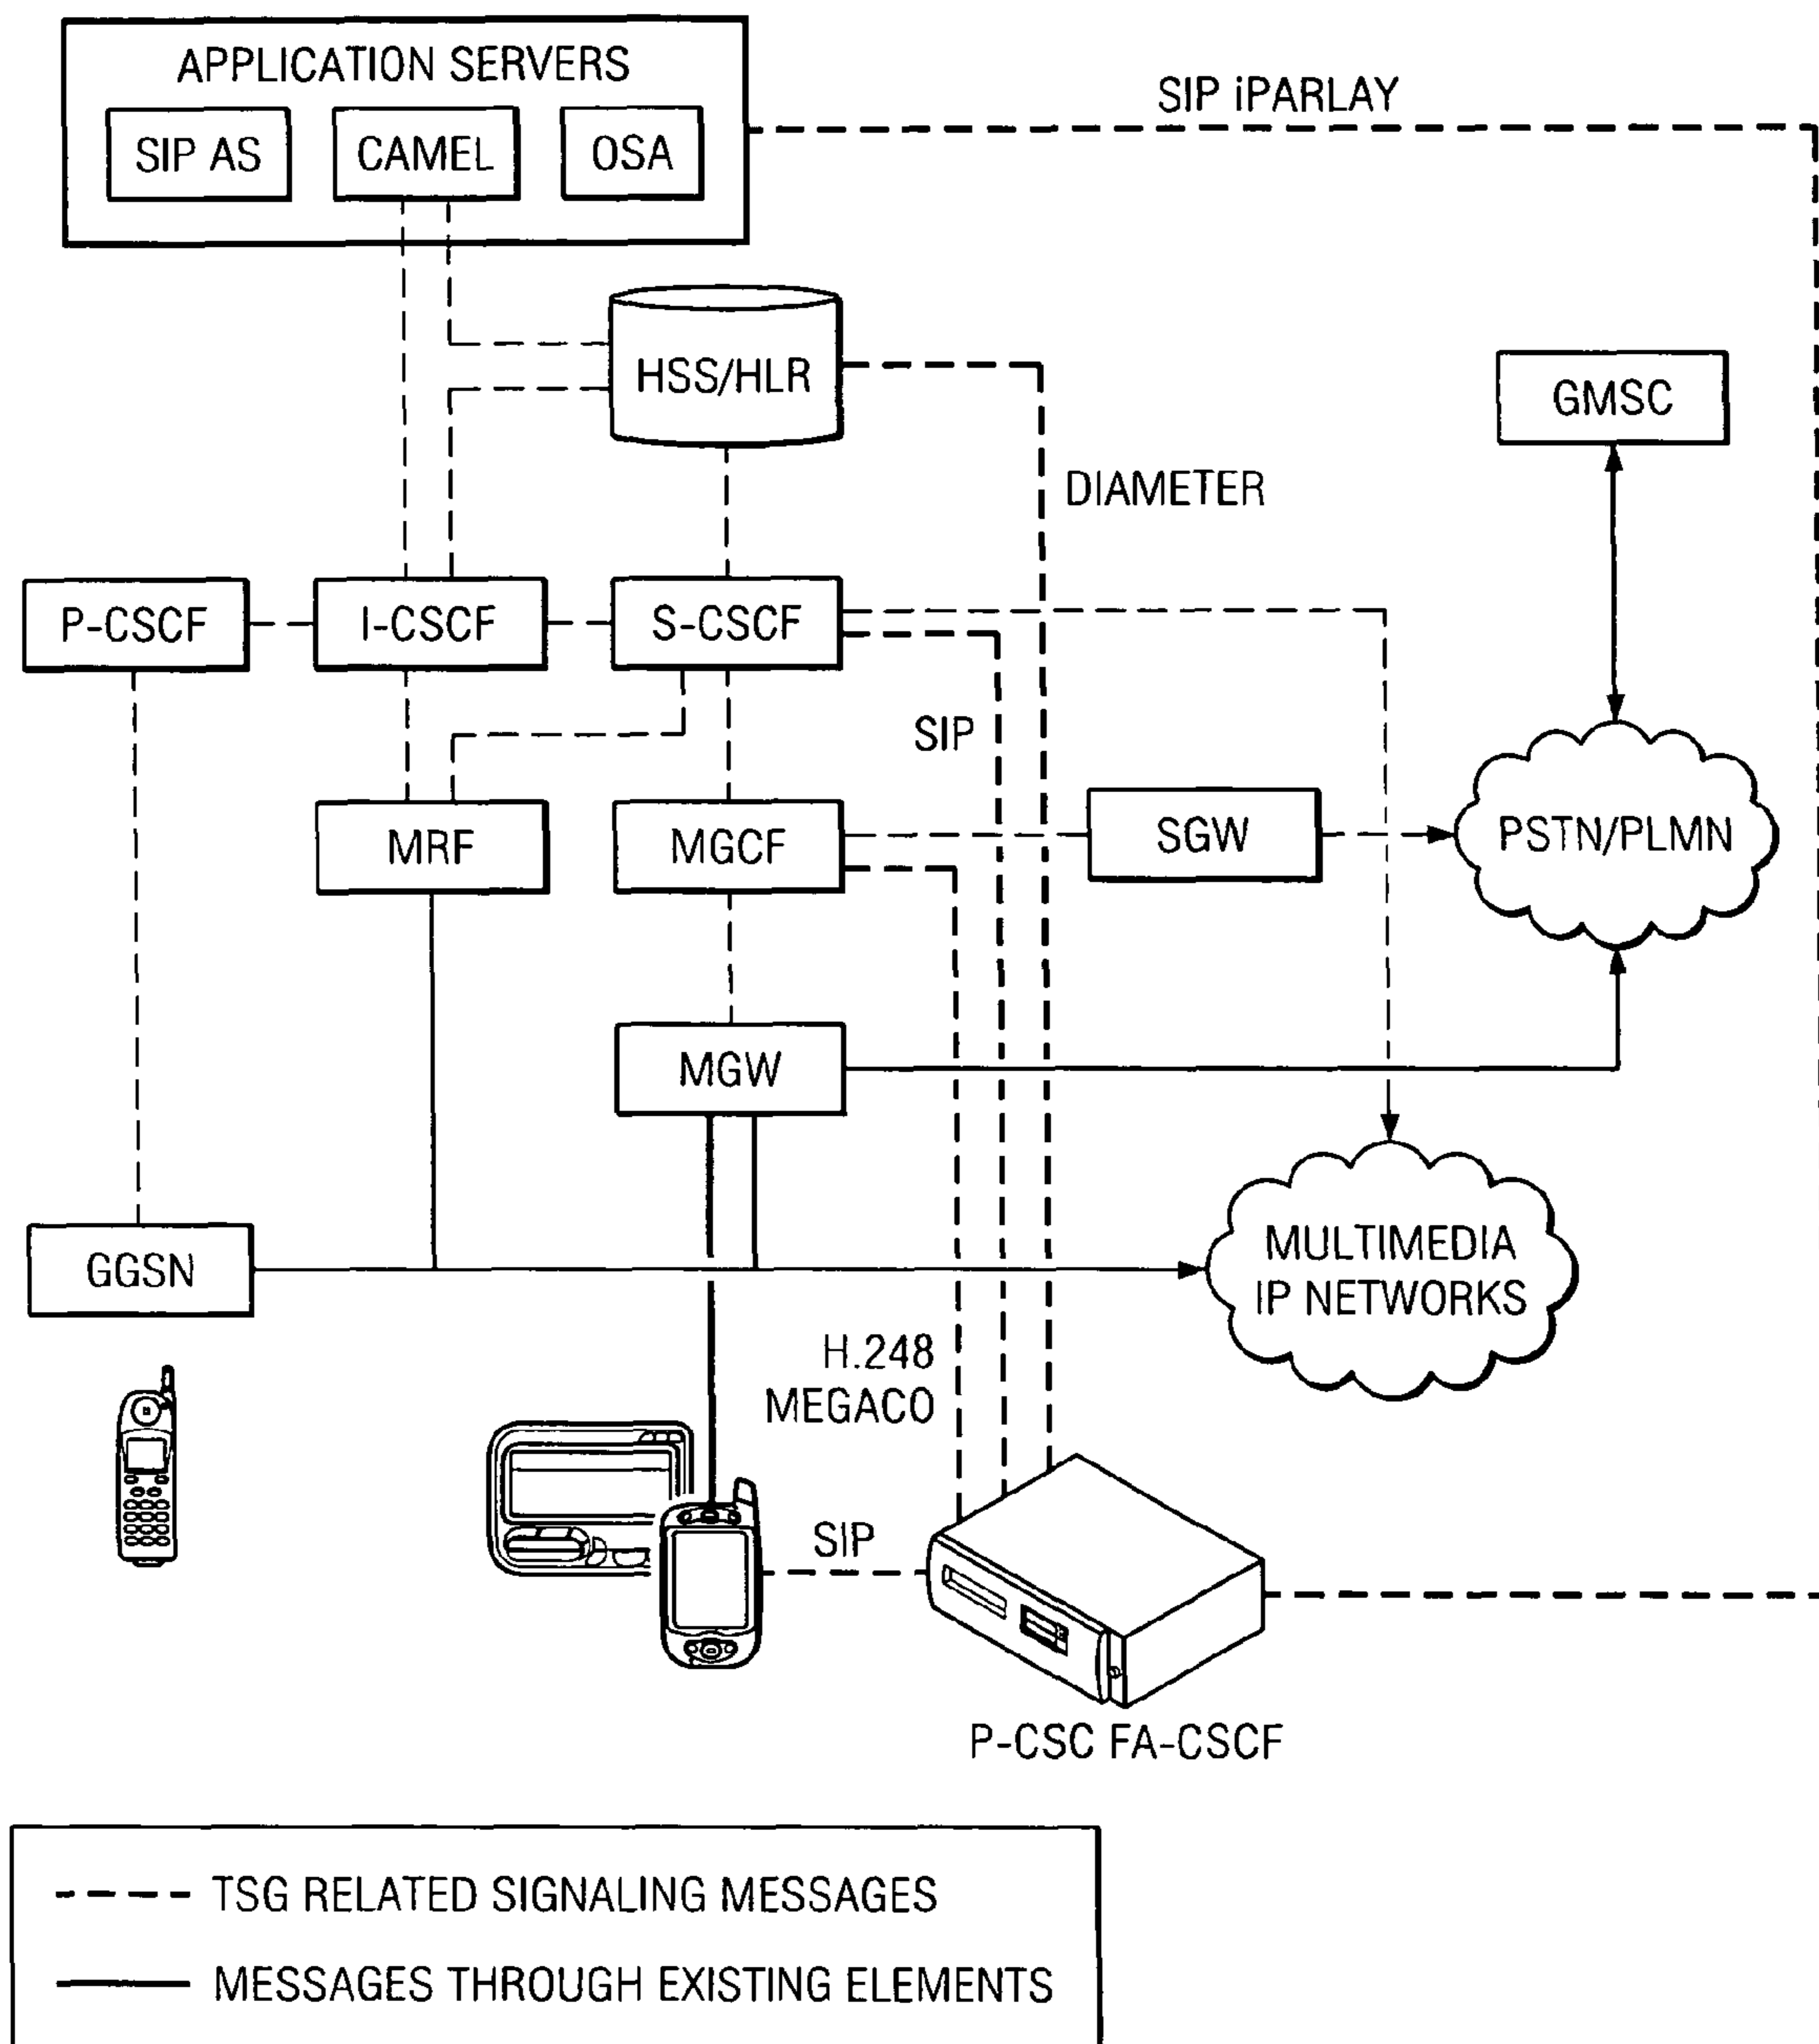 APPLICATION SERVERS
SIP AS
CAMEL
OSA
SIP iPARLAY
HSS/HLR
GMSC
DIAMETER
P-CSCF
I-CSCF
S-CSCF
SIP
MRF
MGCF
SGW
PSTN/PLMN
MGW
GGSN
MULTIMEDIA
IP NETWORKS
H.248
MEGACO
SIP
P-CSC FA-CSCF
TSG RELATED SIGNALING MESSAGES
MESSAGES THROUGH EXISTING ELEMENTS